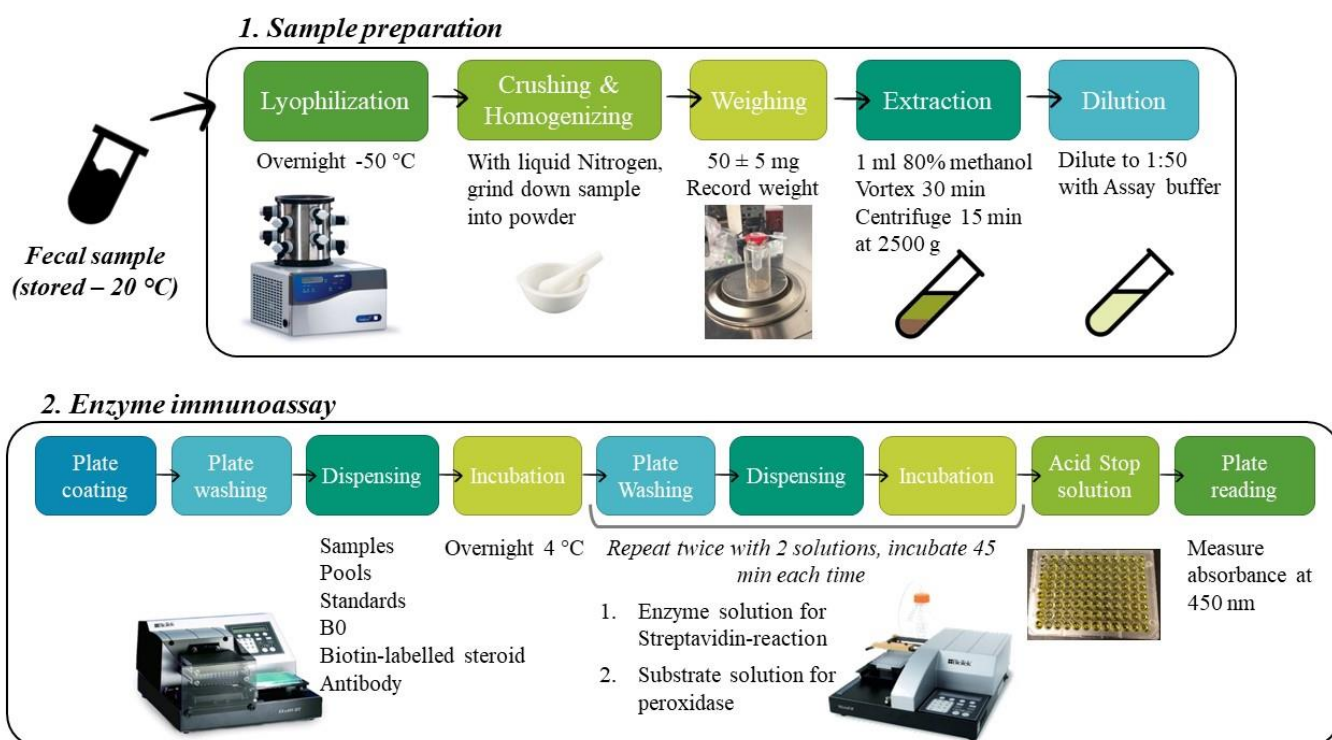 1. Sample preparation
Lyophilization
Crushing &
Homogenizing
Weighing
Extraction
Dilution
Overnight -50 °C
With liquid Nitrogen,
grind down sample
into powder
50 ± 5 mg
Record weight
1 ml 80% methanol
Vortex 30 min
Centrifuge 15 min
at 2500 g
Dilute to 1:50
with Assay buffer
Fecal sample
(stored – 20 °C)
2. Enzyme immunoassay
Plate
coating
Plate
washing
Dispensing
Incubation
Plate
Washing
Dispensing
Incubation
Acid Stop
solution
Plate
reading
Samples
Pools
Standards
B0
Biotin-labelled steroid
Antibody
Overnight 4 °C
Repeat twice with 2 solutions, incubate 45
min each time
1. Enzyme solution for
Streptavidin-reaction
2. Substrate solution for
peroxidase
Measure
absorbance at
450 nm
BioTek
BioTek